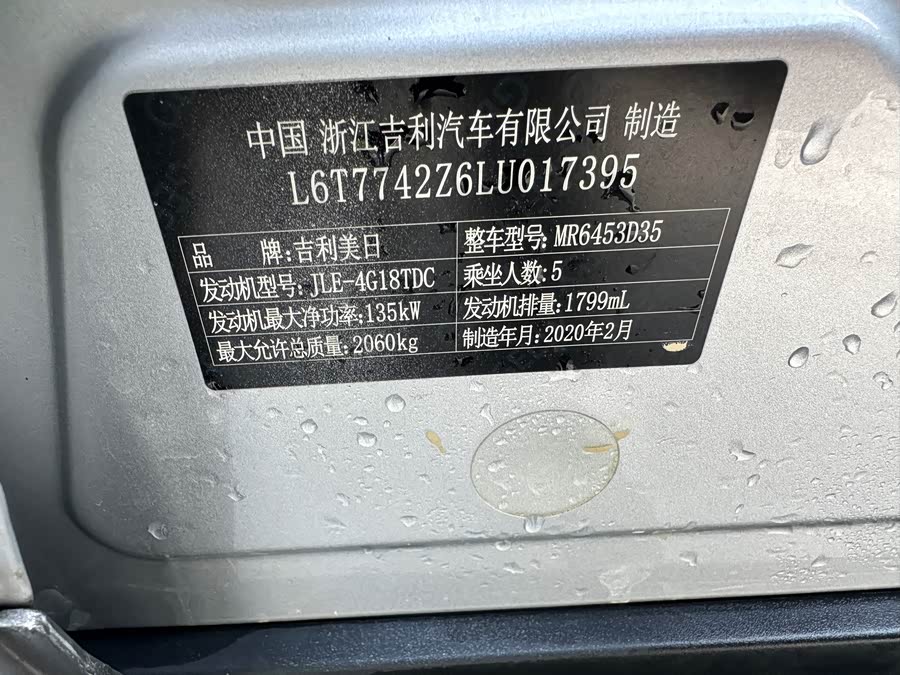 中国 浙江吉利汽车有限公司 制造
L6T7742Z6LU017395
品 牌:吉利美日 整车型号:MR6453D35
发动机型号:JLE-4G18TDC 乘坐人数:5
发动机最大净功率:135kW 发动机排量:1799mL
最大允许总质量:2060kg 制造年月:2020年2月